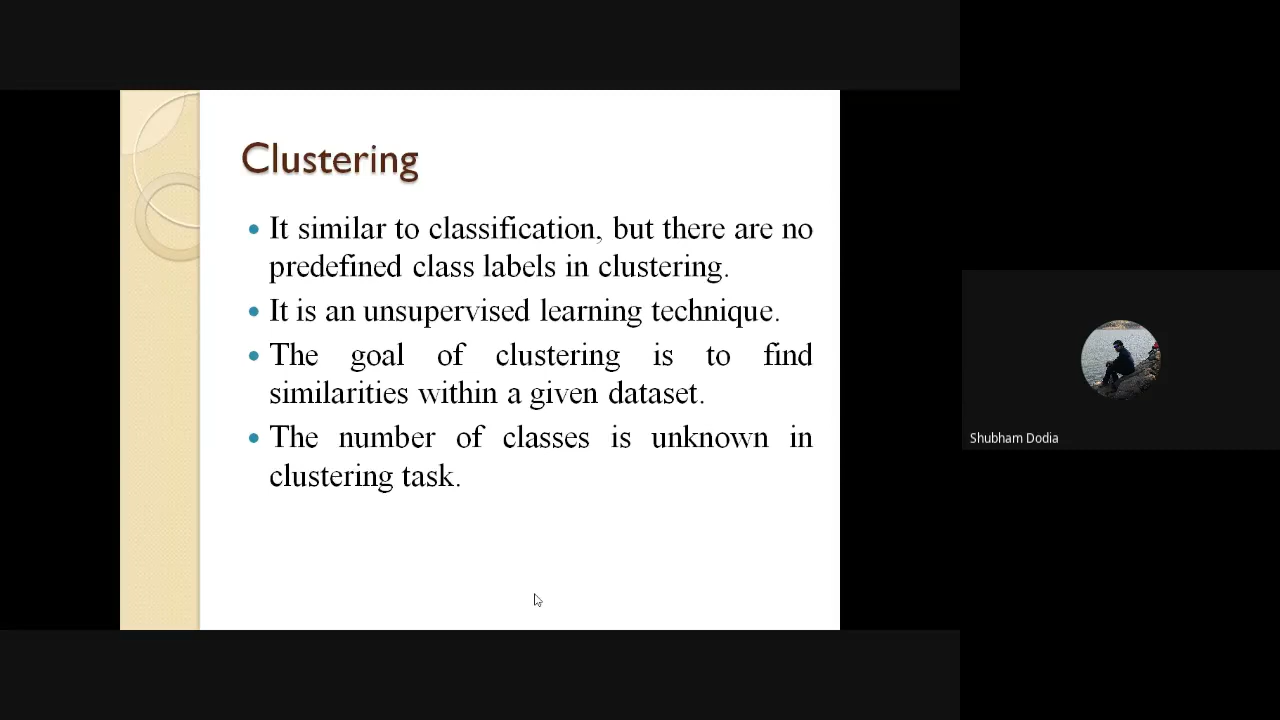 Clustering
It similar to classification, but there are no
predefined class labels in clustering.
It is an unsupervised learning technique.
The goal of clustering is to find
similarities within a given dataset.
The number of classes is unknown in
clustering task.
Shubham Dodia